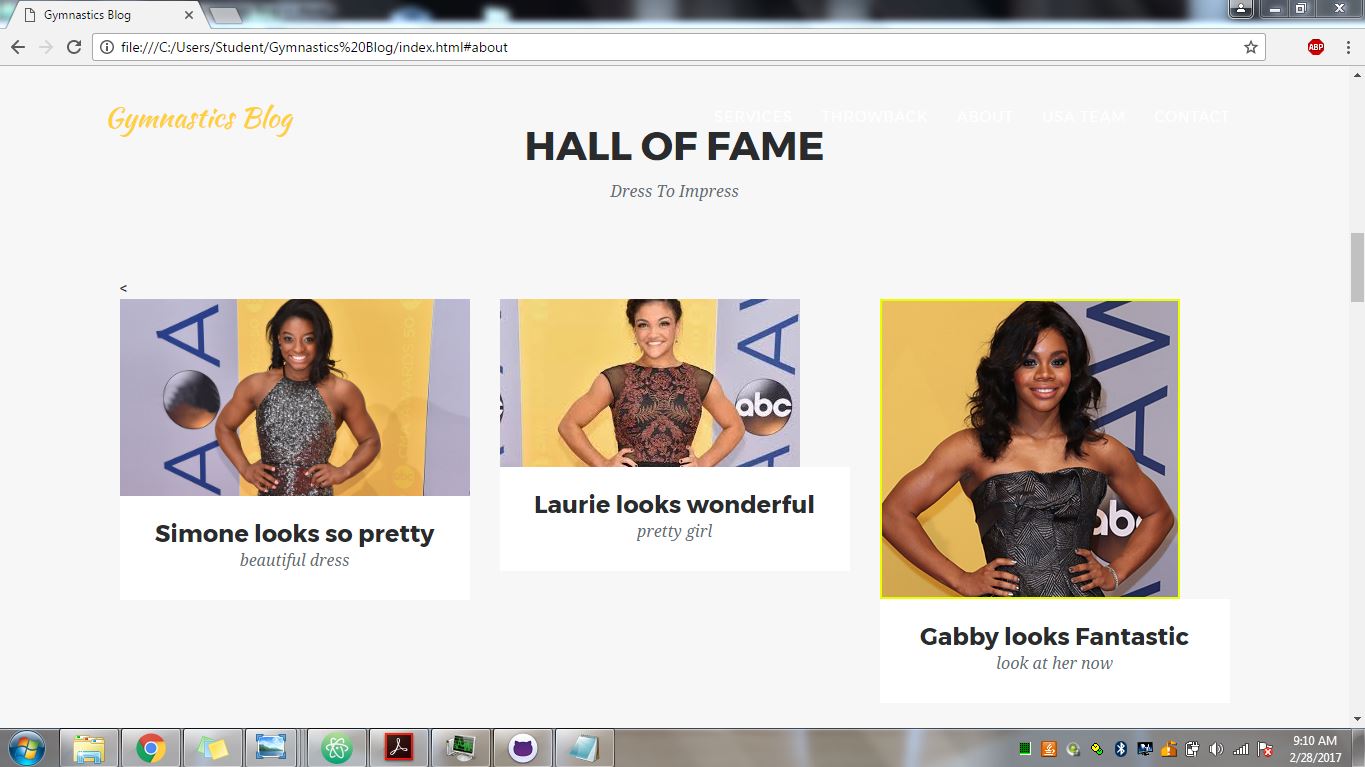 Gymnastics Blog
file:///C:/Users/Student/Gymnastics%20Blog/index.html#about
ABP
Gymnastics Blog
SERVICES THROWBACK ABOUT USA TEAM CONTACT
HALL OF FAME
Dress To Impress
<
abc
abc
Simone looks so pretty
beautiful dress
Laurie looks wonderful
pretty girl
Gabby looks Fantastic
look at her now
9:10 AM
2/28/2017